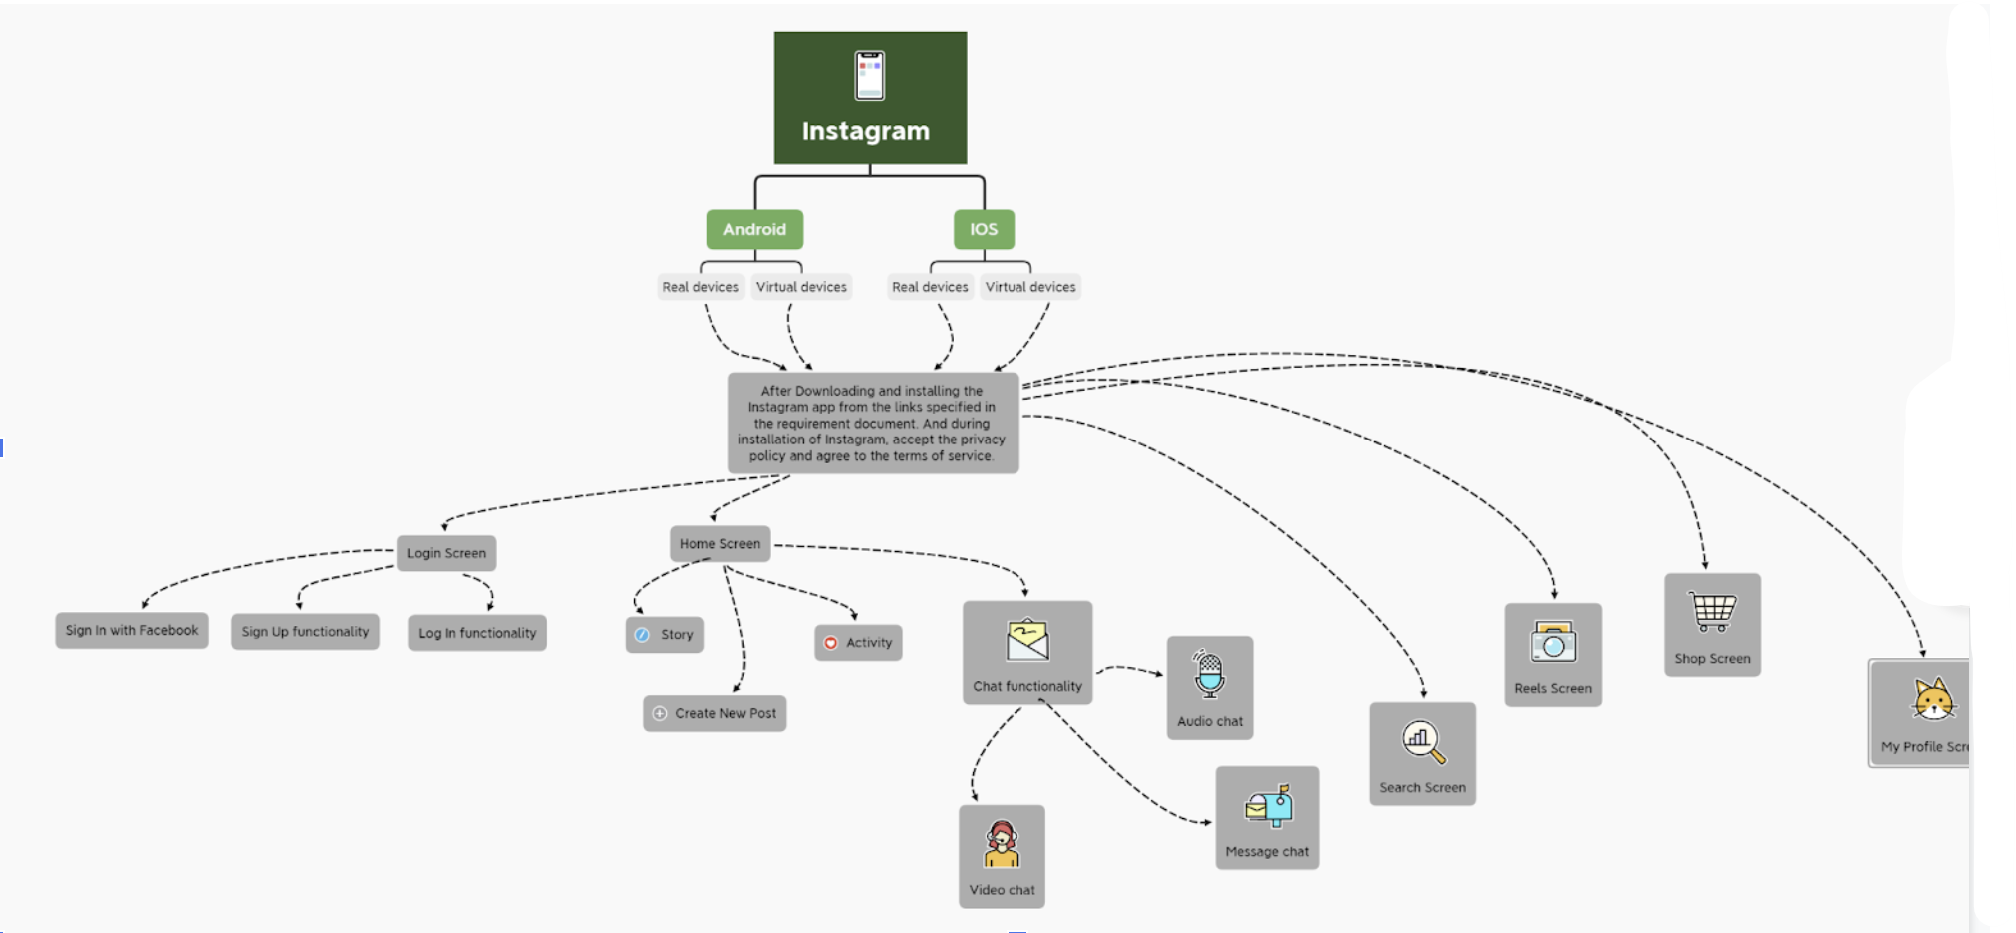 Instagram
Android
IOS
Real devices
Virtual devices
Real devices
Virtual devices
After Downloading and installing the
Instagram app from the links specified in
the requirement document. And during
installation of Instagram, accept the privacy
policy and agree to the terms of service.
Login Screen
Home Screen
Sign In with Facebook
Sign Up functionality
Log In functionality
Story
Activity
Create New Post
Chat functionality
Audio chat
Message chat
Video chat
Search Screen
Reels Screen
Shop Screen
My Profile